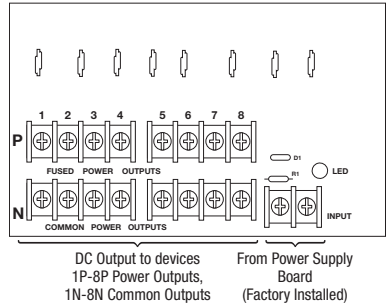 1 2 3 4 5 6 7 8
P
D1
FUSED POWER OUTPUTS
R1
LED
N
INPUT
COMMON POWER OUTPUTS
DC Output to devices
1P-8P Power Outputs,
1N-8N Common Outputs
From Power Supply
Board
(Factory Installed)